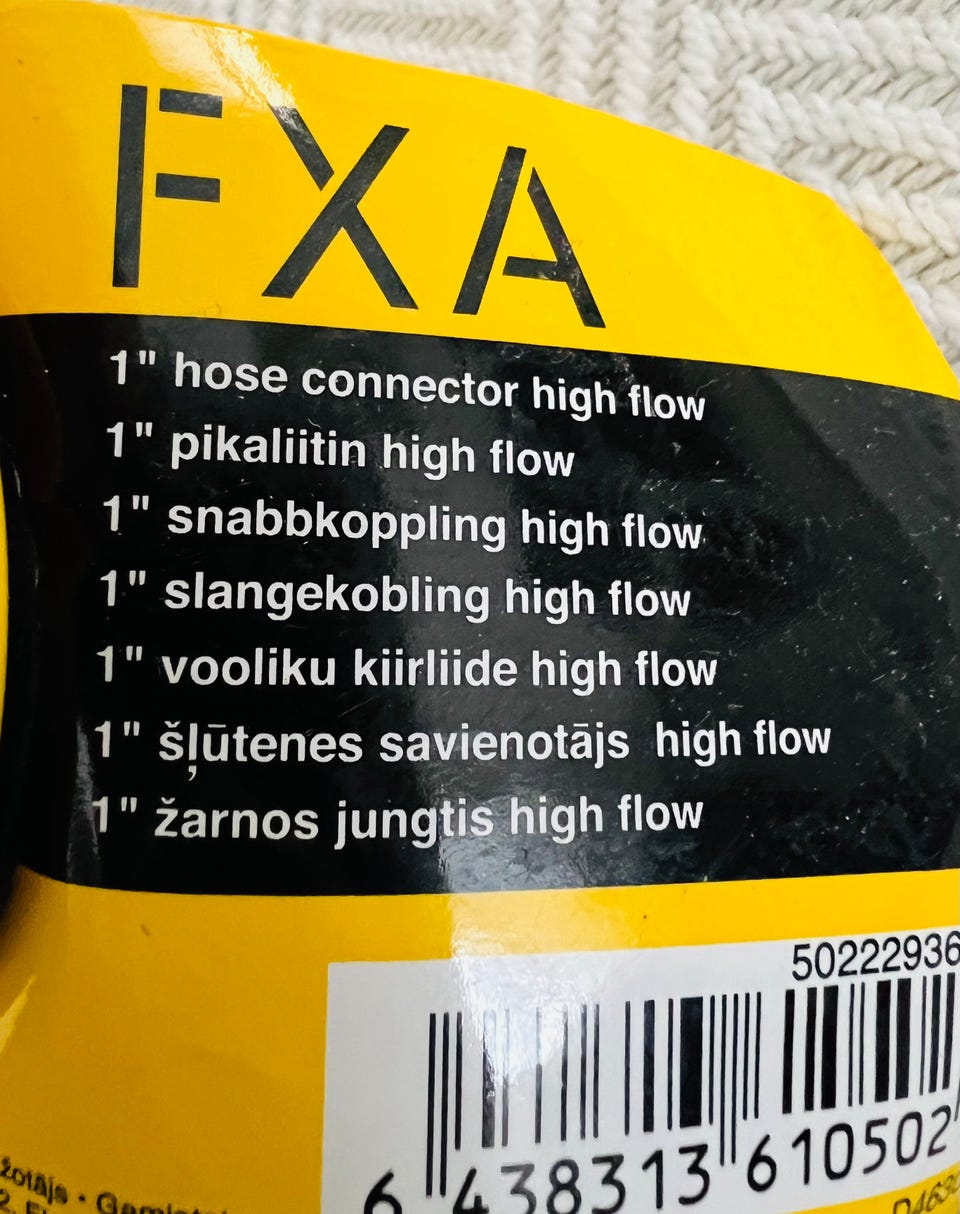 FXA
1" hose connector high flow
1" pikaliitin high flow
1" snabbkoppling high flow
1" slangekobling high flow
1" vooliku kiirliide high flow
1" šļūtenes savienotājs high flow
1" žarnos jungtis high flow
50222936
6 438313 610502